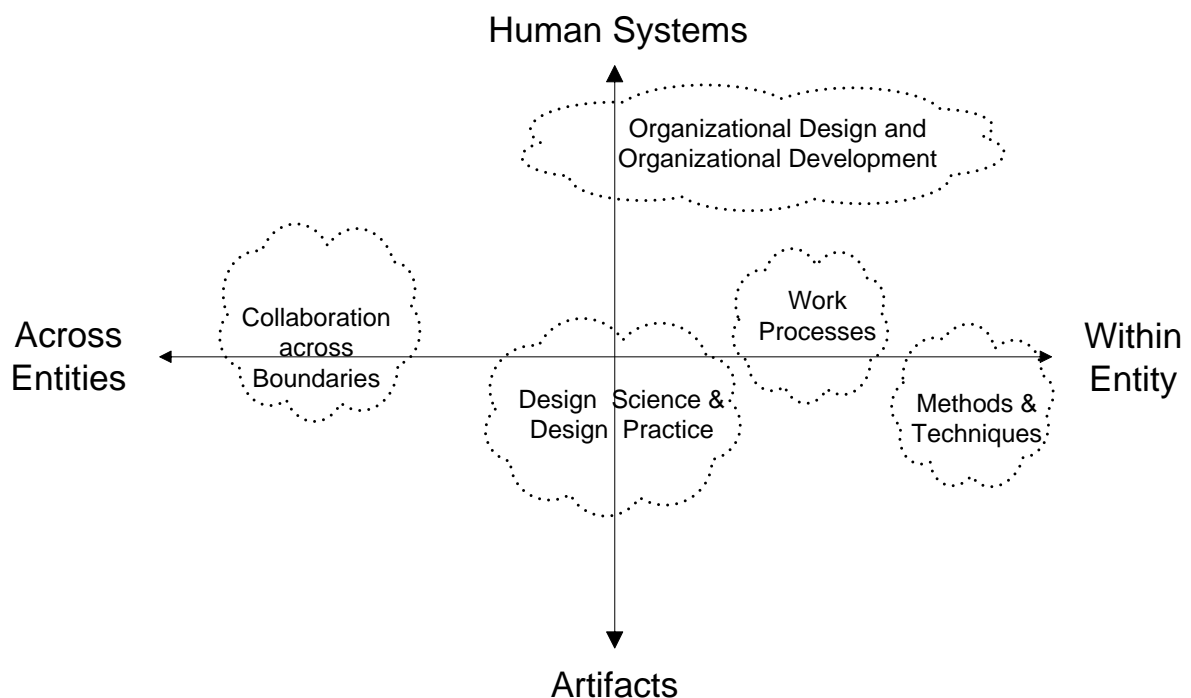 Human Systems
Organizational Design and
Organizational Development
Collaboration
across
Boundaries
Work
Processes
Across
Entities
Within
Entity
Design Science &
Design Practice
Methods &
Techniques
Artifacts